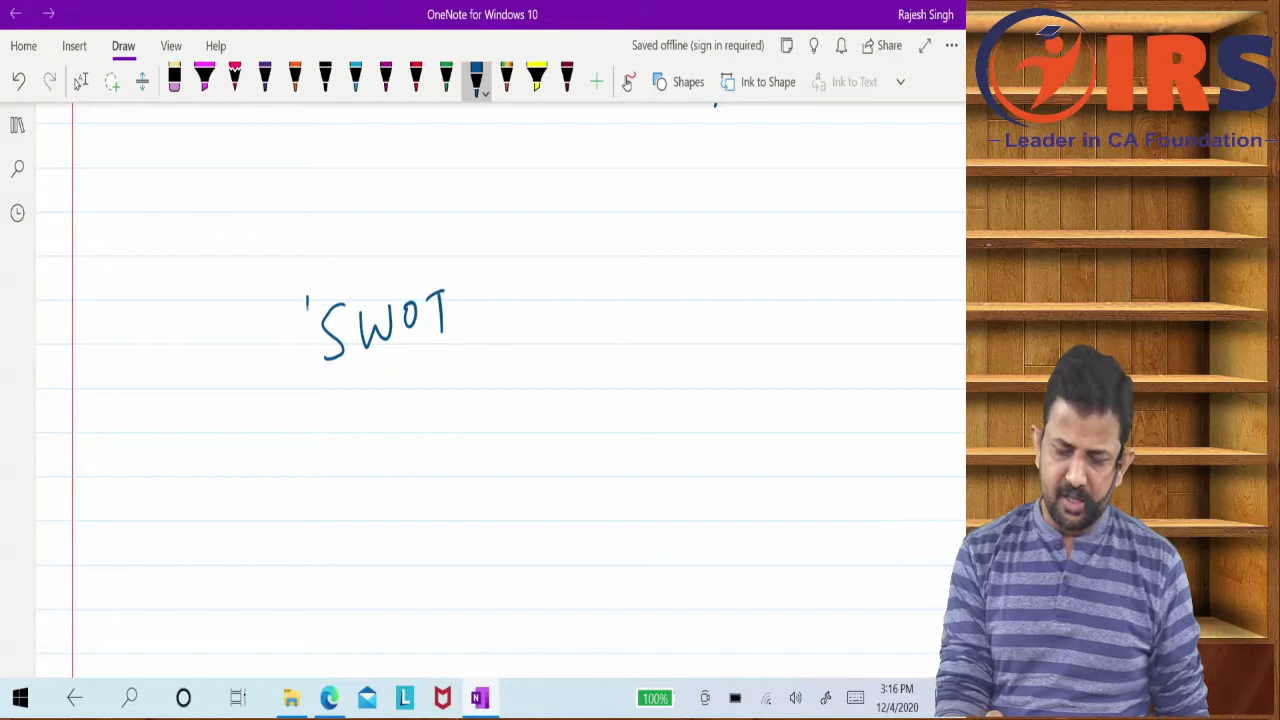 OneNote for Windows 10
Rajesh Singh
Home Insert Draw View Help
Saved offline (sign in required)
Share
Shapes
Ink to Shape
Ink to Text
IRS
Leader in CA Foundation
'SWOT
100%
3:16 PM
12/4/2020